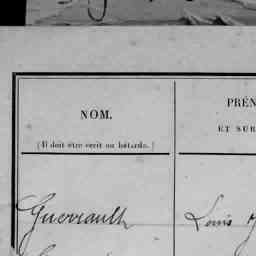 NOM.
PRÉN
ET SUR
(Il doit être écrit en bâtarde.)
Guerrault Louis